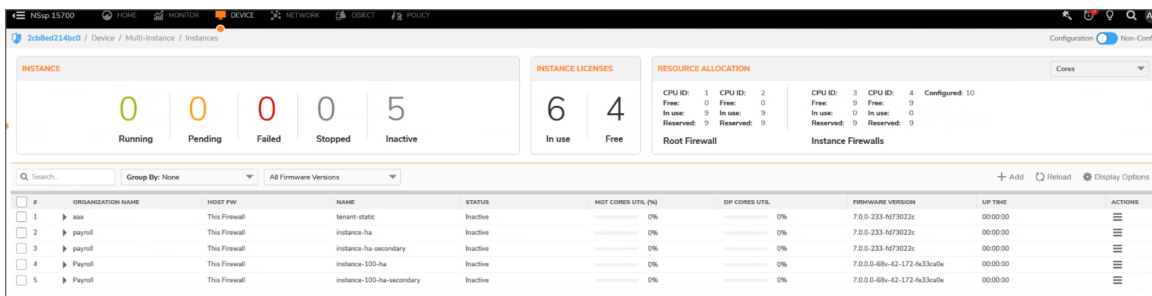 NSsp 15700 HOME MONITOR DEVICE NETWORK OBJECT POLICY
2cb8ed214bc0 / Device / Multi-Instance / Instances Configuration Non-Conf
INSTANCE
0 0 0 0 5
Running Pending Failed Stopped Inactive
INSTANCE LICENSES
6 4
In use Free
RESOURCE ALLOCATION Cores
CPU ID: 1 CPU ID: 2 CPU ID: 3 CPU ID: 4 Configured: 10
Free: 0 Free: 0 Free: 9 Free: 9
In use: 9 In use: 9 In use: 0 In use: 0
Reserved: 9 Reserved: 9 Reserved: 9 Reserved: 9
Root Firewall Instance Firewalls
Search... Group By: None All Firmware Versions Add Reload Display Options
# ORGANIZATION NAME HOST FW NAME STATUS MGT CORES UTIL (%) DP CORES UTIL FIRMWARE VERSION UP TIME ACTIONS
1 aaa This Firewall tenant-static Inactive 0% 0% 7.0.0-233-fd73022c 00:00:00
2 payroll This Firewall instance-ha Inactive 0% 0% 7.0.0-233-fd73022c 00:00:00
3 payroll This Firewall instance-ha-secondary Inactive 0% 0% 7.0.0-233-fd73022c 00:00:00
4 Payroll This Firewall instance-100-ha Inactive 0% 0% 7.0.0.0-68v-42-172-fe33ca0e 00:00:00
5 Payroll This Firewall instance-100-ha-secondary Inactive 0% 0% 7.0.0.0-68v-42-172-fe33ca0e 00:00:00